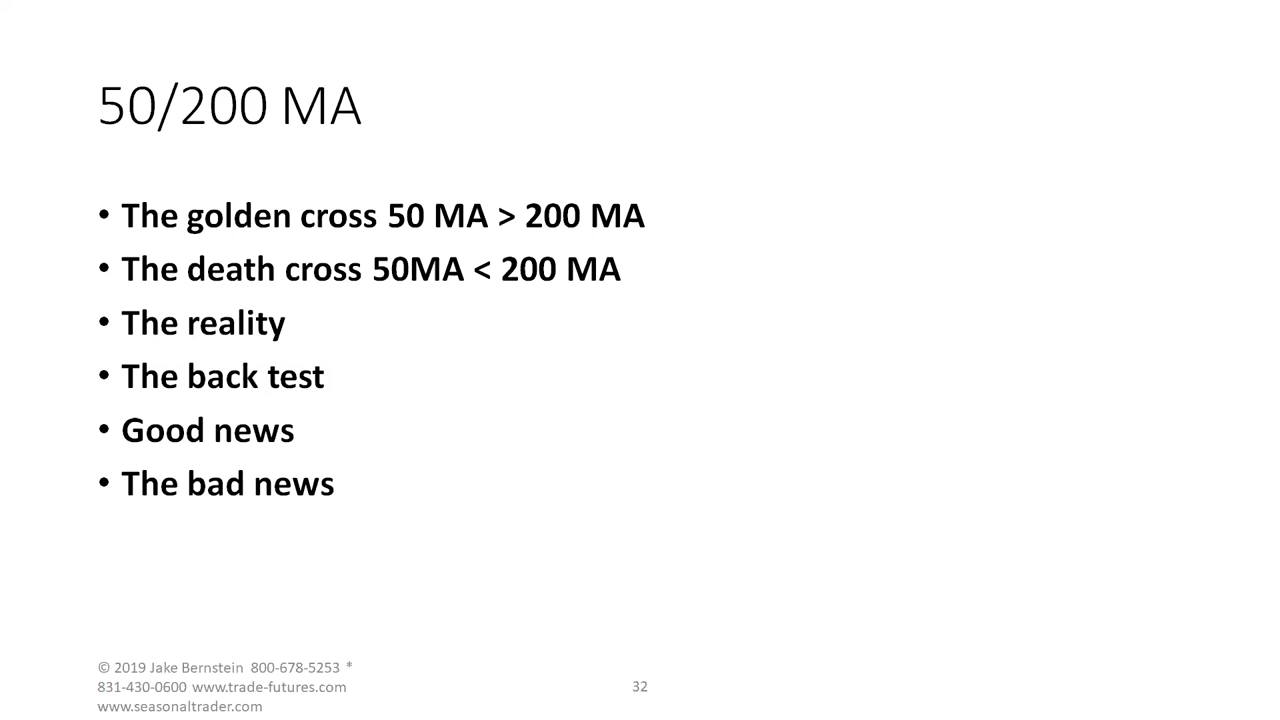 50/200 MA
• The golden cross 50 MA > 200 MA
• The death cross 50MA < 200 MA
• The reality
• The back test
• Good news
• The bad news
© 2019 Jake Bernstein 800-678-5253 *
831-430-0600 www.trade-futures.com
www.seasonaltrader.com
32